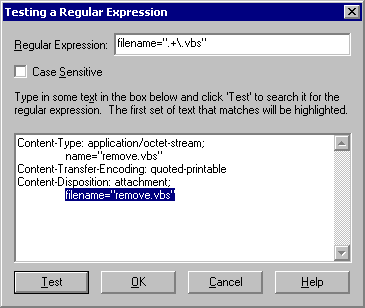 Testing a Regular Expression
Regular Expression: filename=".+\.vbs"
Case Sensitive
Type in some text in the box below and click 'Test' to search it for the
regular expression. The first set of text that matches will be highlighted.
Content-Type: application/octet-stream;
name="remove.vbs"
Content-Transfer-Encoding: quoted-printable
Content-Disposition: attachment;
filename="remove.vbs"
Test OK Cancel Help